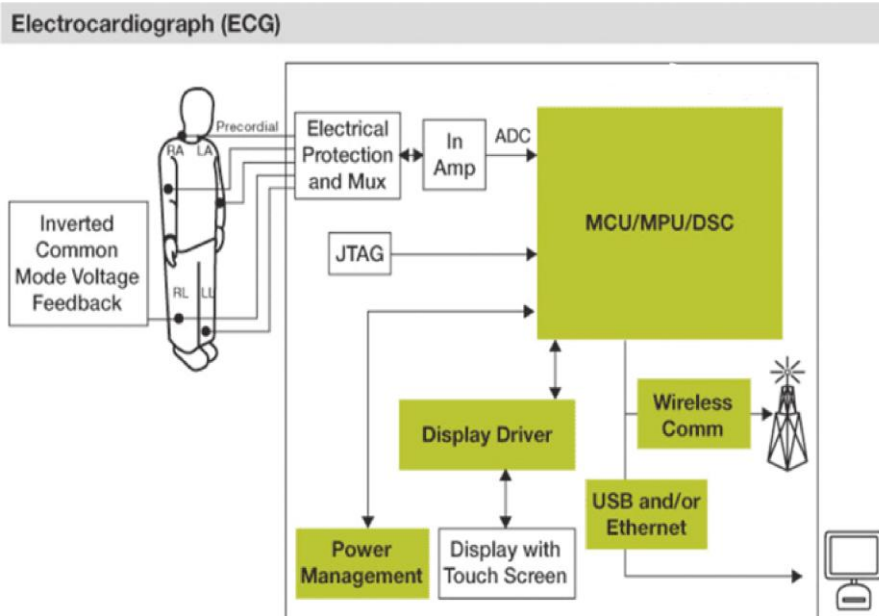 Electrocardiograph (ECG)
Precordial
RA LA
Electrical
Protection
and Mux
In
Amp
ADC
MCU/MPU/DSC
Inverted
Common
Mode Voltage
Feedback
JTAG
RL LL
Wireless
Comm
Display Driver
USB and/or
Ethernet
Power
Management
Display with
Touch Screen